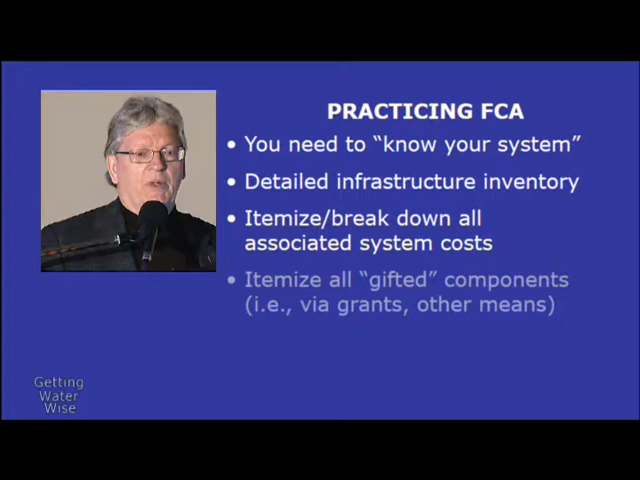 PRACTICING FCA
• You need to “know your system”
• Detailed infrastructure inventory
• Itemize/break down all
associated system costs
• Itemize all “gifted” components
(i.e., via grants, other means)
Getting
Water
Wise